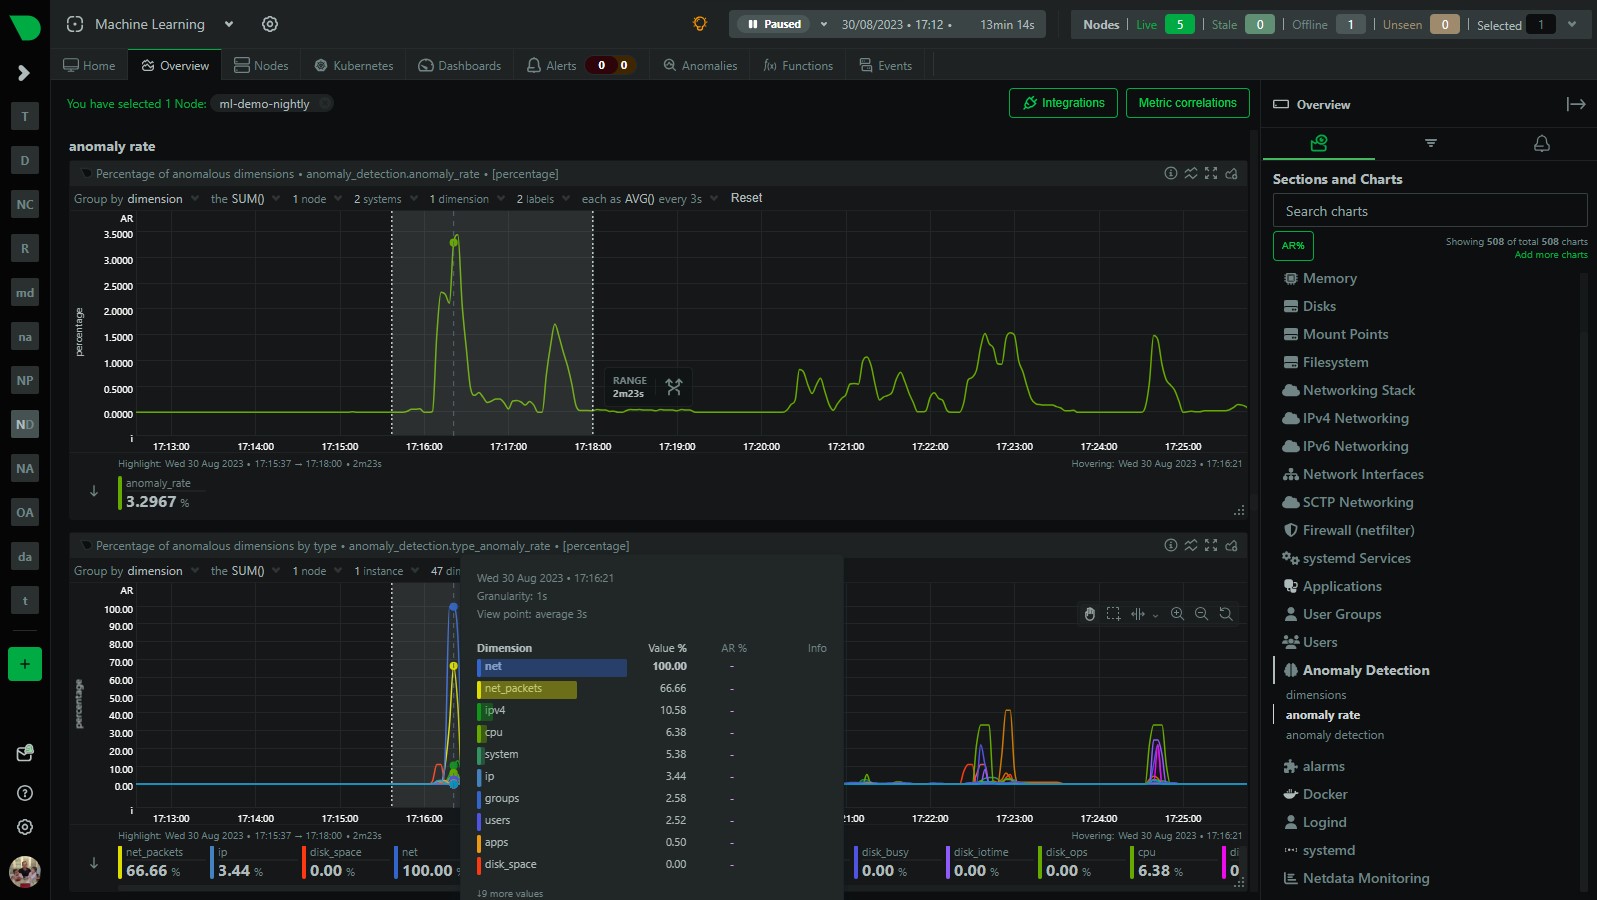 Machine Learning
Paused 30/08/2023 • 17:12 • 13min 14s
Nodes Live 5 Stale 0 Offline 1 Unseen 0 Selected 1
Home Overview Nodes Kubernetes Dashboards Alerts 0 0 Anomalies f(x) Functions Events
T
D
NC
R
md
na
NP
ND
NA
OA
da
t
+
You have selected 1 Node: ml-demo-nightly
Integrations
Metric correlations
anomaly rate
Percentage of anomalous dimensions • anomaly_detection.anomaly_rate • [percentage]
Group by dimension the SUM() 1 node 2 systems 1 dimension 2 labels each as AVG() every 3s Reset
AR
3.5000
3.0000
2.5000
2.0000
1.5000
1.0000
0.5000
0.0000
i
percentage
RANGE
2m23s
17:13:00 17:14:00 17:15:00 17:16:00 17:17:00 17:18:00 17:19:00 17:20:00 17:21:00 17:22:00 17:23:00 17:24:00 17:25:00
Highlight: Wed 30 Aug 2023 • 17:15:37 → 17:18:00 • 2m23s
Hovering: Wed 30 Aug 2023 • 17:16:21
anomaly_rate
3.2967 %
Percentage of anomalous dimensions by type • anomaly_detection.type_anomaly_rate • [percentage]
Group by dimension the SUM() 1 node 1 instance 47 di
AR
100.00
90.00
80.00
70.00
60.00
50.00
40.00
30.00
20.00
10.00
0.00
i
percentage
17:13:00 17:14:00 17:15:00 17:16:00 21:00 17:22:00 17:23:00 17:24:00 17:25:00
Highlight: Wed 30 Aug 2023 • 17:15:37 → 17:18:00 • 2m23s
Hovering: Wed 30 Aug 2023 • 17:16:21
net_packets ip disk_space net disk_busy disk_iotime disk_ops cpu di
66.66 % 3.44 % 0.00 % 100.00 % 0.00 % 0.00 % 0.00 % 6.38 % 0
Wed 30 Aug 2023 • 17:16:21
Granularity: 1s
View point: average 3s
Dimension Value % AR % Info
net 100.00 -
net_packets 66.66 -
ipv4 10.58 -
cpu 6.38 -
system 5.38 -
ip 3.44 -
groups 2.58 -
users 2.52 -
apps 0.50 -
disk_space 0.00 -
↓9 more values
Overview
Sections and Charts
Search charts
AR%
Showing 508 of total 508 charts
Add more charts
Memory
Disks
Mount Points
Filesystem
Networking Stack
IPv4 Networking
IPv6 Networking
Network Interfaces
SCTP Networking
Firewall (netfilter)
systemd Services
Applications
User Groups
Users
Anomaly Detection
dimensions
anomaly rate
anomaly detection
alarms
Docker
Logind
systemd
Netdata Monitoring